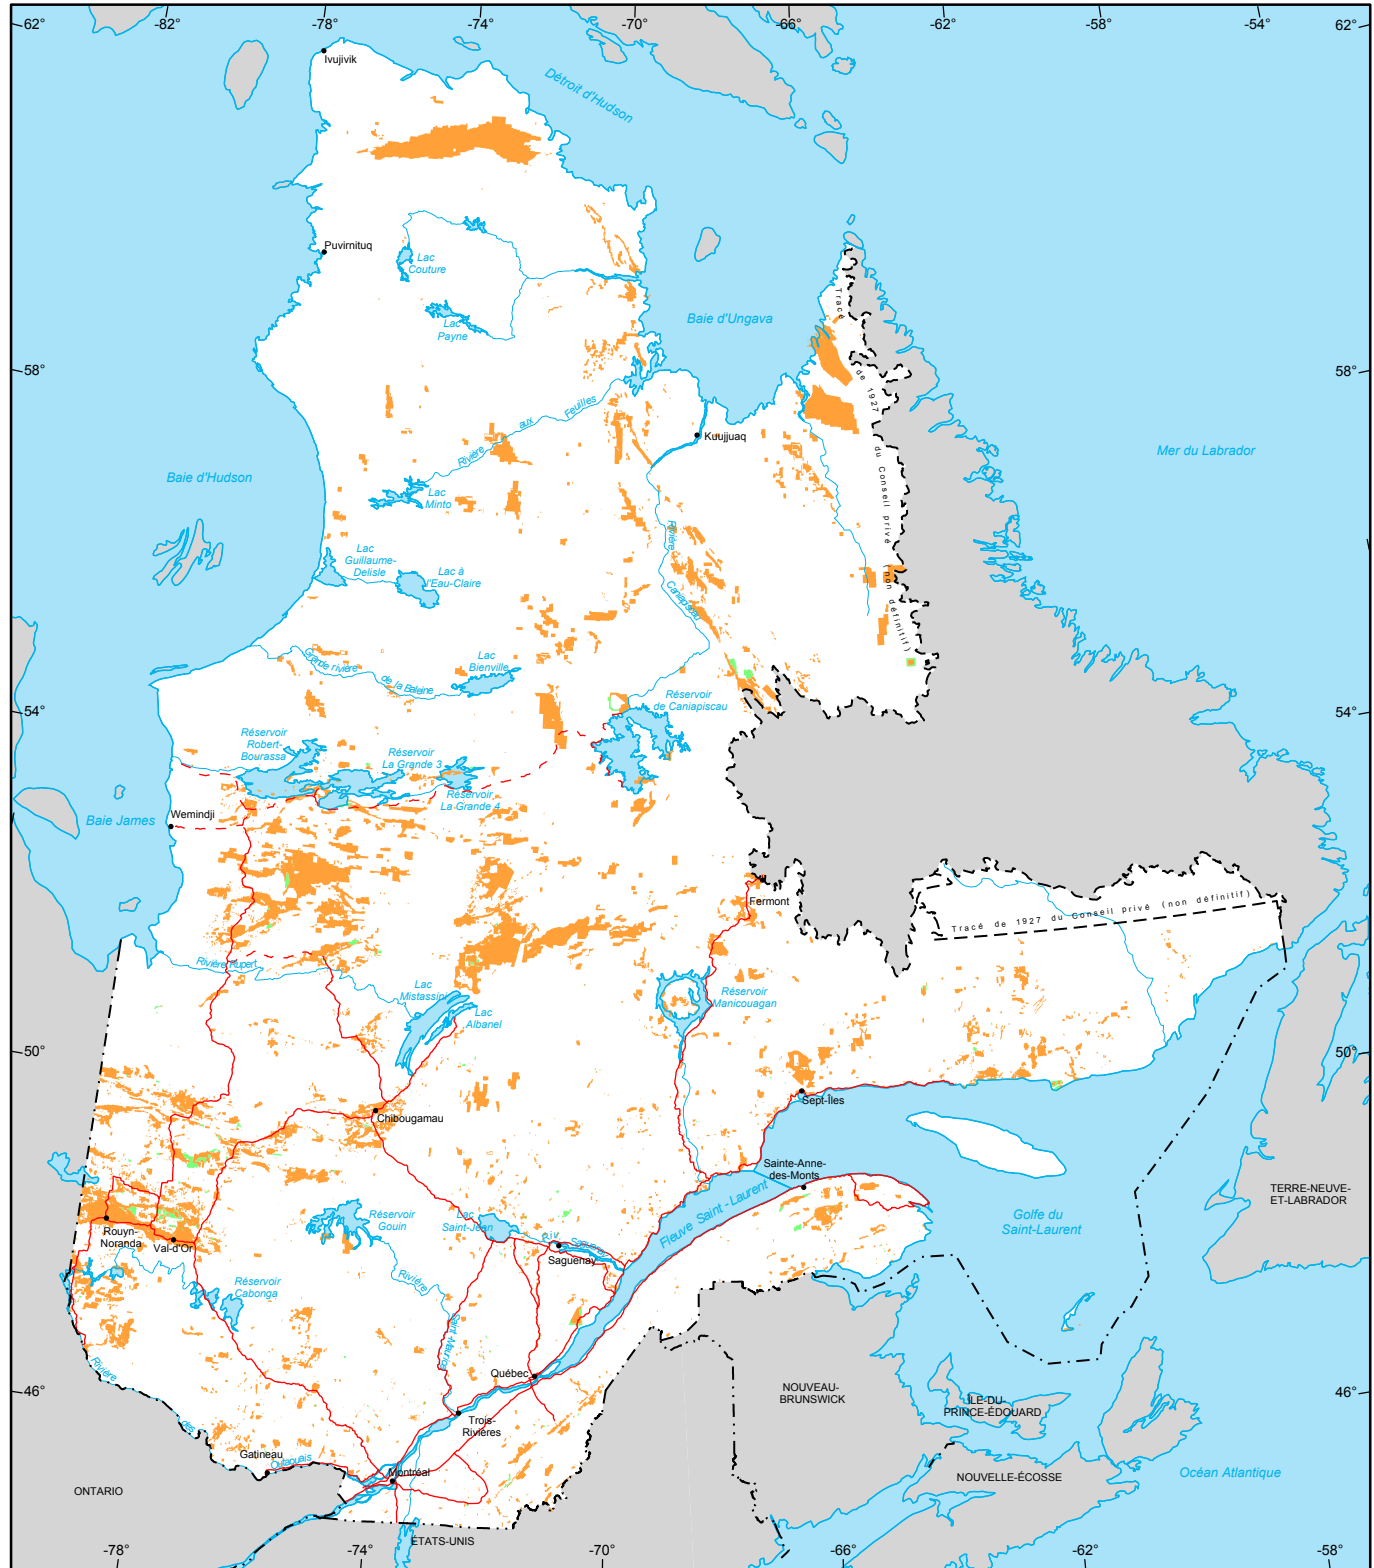 62°
-82°
-78°
-74°
-70°
-66°
-62°
-58°
-54°
62°
Ivujivik
Détroit d'Hudson
Puvirnituq
Lac
Couture
Lac
Payne
Baie d'Ungava
Tracé
de 1927
du Conseil privé
(non définitif)
58°
58°
Rivière
aux
Feuilles
Kuujjuaq
Mer du Labrador
Baie d'Hudson
Lac
Minto
Rivière
Caniapiscau
Lac
Guillaume-
Delisle
Lac à
l'Eau-Claire
Grande rivière
de la Baleine
Lac
Bienville
Réservoir
de Caniapiscau
54°
54°
Réservoir
Robert-
Bourassa
Réservoir
La Grande 3
Réservoir
La Grande 4
Baie James
Wemindji
Fermont
Tracé de 1927 du Conseil privé (non définitif)
Rivière Rupert
Lac
Mistassini
Lac
Albanel
Réservoir
Manicouagan
50°
50°
Sept-Îles
Chibougamau
Sainte-Anne-
des-Monts
TERRE-NEUVE-
ET-LABRADOR
Golfe du
Saint-Laurent
Fleuve Saint-Laurent
Rouyn-
Noranda
Val-d'Or
Réservoir
Gouin
Lac
Saint-Jean
Riv. Saguenay
Saguenay
Réservoir
Cabonga
Rivière
Saint-Maurice
Québec
46°
46°
NOUVEAU-
BRUNSWICK
ÎLE-DU-
PRINCE-ÉDOUARD
Rivière
des
Outaouais
Trois-
Rivières
Gatineau
Montréal
NOUVELLE-ÉCOSSE
Océan Atlantique
ONTARIO
ÉTATS-UNIS
-78°
-74°
-70°
-66°
-62°
-58°